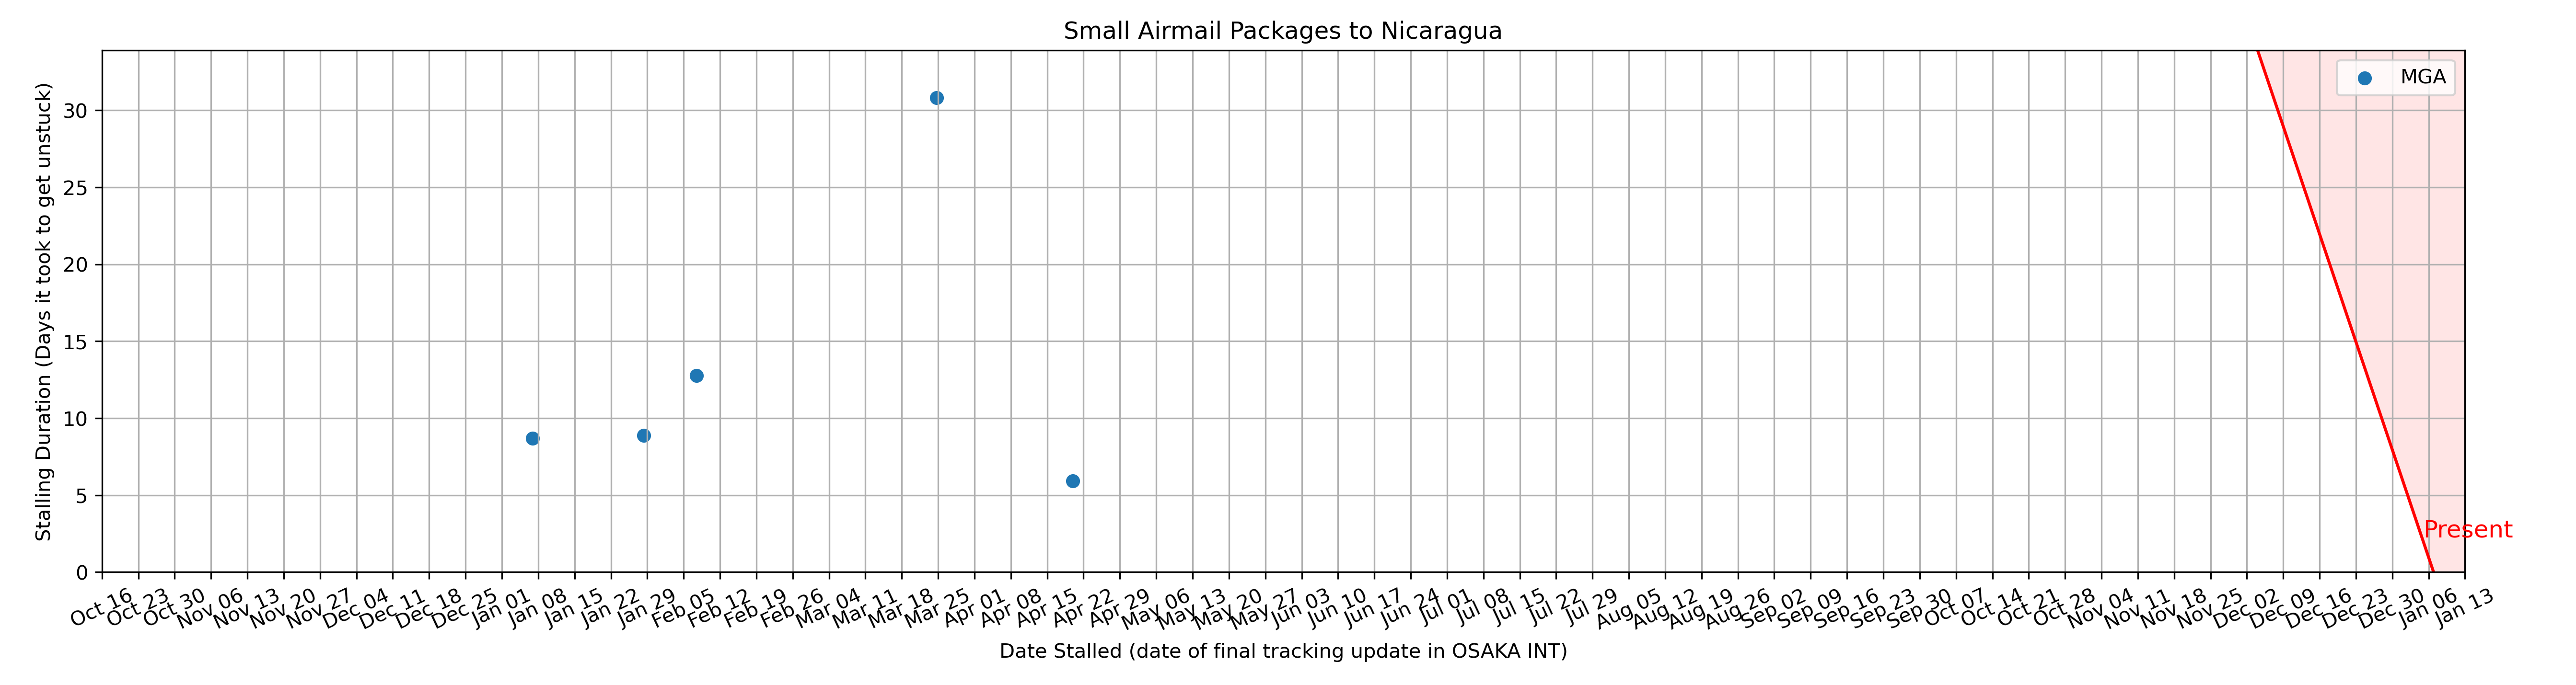 Small Airmail Packages to Nicaragua
MGA
Stalling Duration (Days it took to get unstuck)
30
25
20
15
10
5
0
Present
Oct 16 Oct 23 Oct 30 Nov 06 Nov 13 Nov 20 Nov 27 Dec 04 Dec 11 Dec 18 Dec 25 Jan 01 Jan 08 Jan 15 Jan 22 Jan 29 Feb 05 Feb 12 Feb 19 Feb 26 Mar 04 Mar 11 Mar 18 Mar 25 Apr 01 Apr 08 Apr 15 Apr 22 Apr 29 May 06 May 13 May 20 May 27 Jun 03 Jun 10 Jun 17 Jun 24 Jul 01 Jul 08 Jul 15 Jul 22 Jul 29 Aug 05 Aug 12 Aug 19 Aug 26 Sep 02 Sep 09 Sep 16 Sep 23 Sep 30 Oct 07 Oct 14 Oct 21 Oct 28 Nov 04 Nov 11 Nov 18 Nov 25 Dec 02 Dec 09 Dec 16 Dec 23 Dec 30 Jan 06 Jan 13
Date Stalled (date of final tracking update in OSAKA INT)